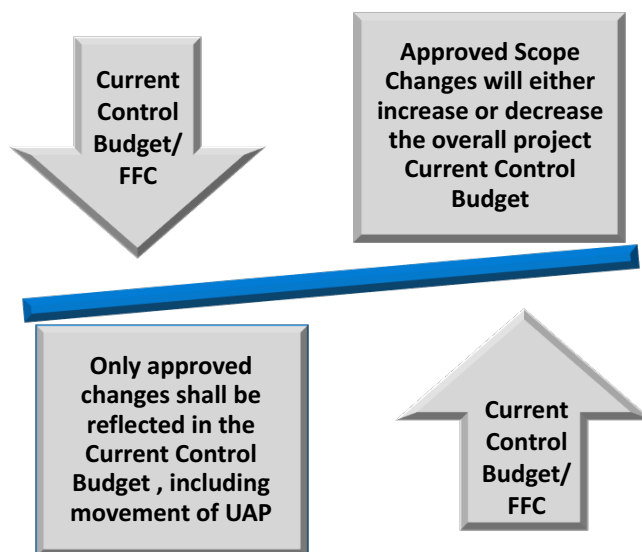 Current
Control
Budget/
FFC
Approved Scope
Changes will either
increase or decrease
the overall project
Current Control
Budget
Only approved
changes shall be
reflected in the
Current Control
Budget , including
movement of UAP
Current
Control
Budget/
FFC